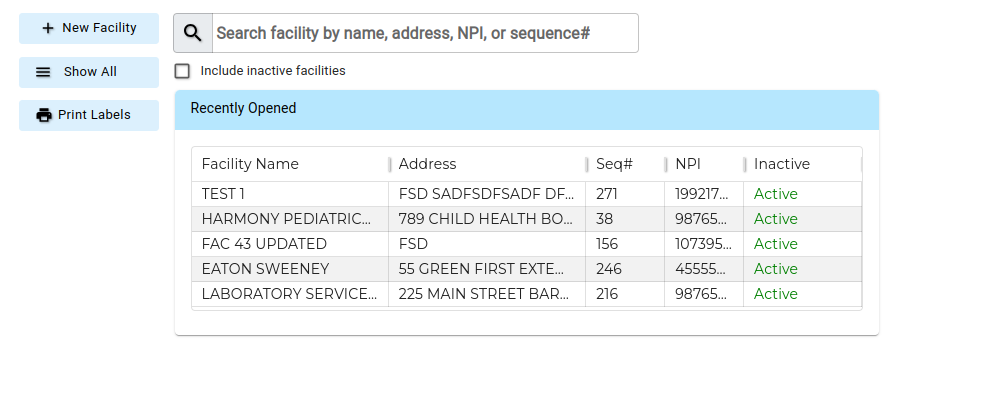 New Facility
Show All
Print Labels
Search facility by name, address, NPI, or sequence#
Include inactive facilities
Recently Opened
Facility Name Address Seq# NPI Inactive
TEST 1 FSD SADFSDFSADF DF... 271 199217... Active
HARMONY PEDIATRIC... 789 CHILD HEALTH BO... 38 98765... Active
FAC 43 UPDATED FSD 156 107395... Active
EATON SWEENEY 55 GREEN FIRST EXTE... 246 45555... Active
LABORATORY SERVICE... 225 MAIN STREET BAR... 216 98765... Active